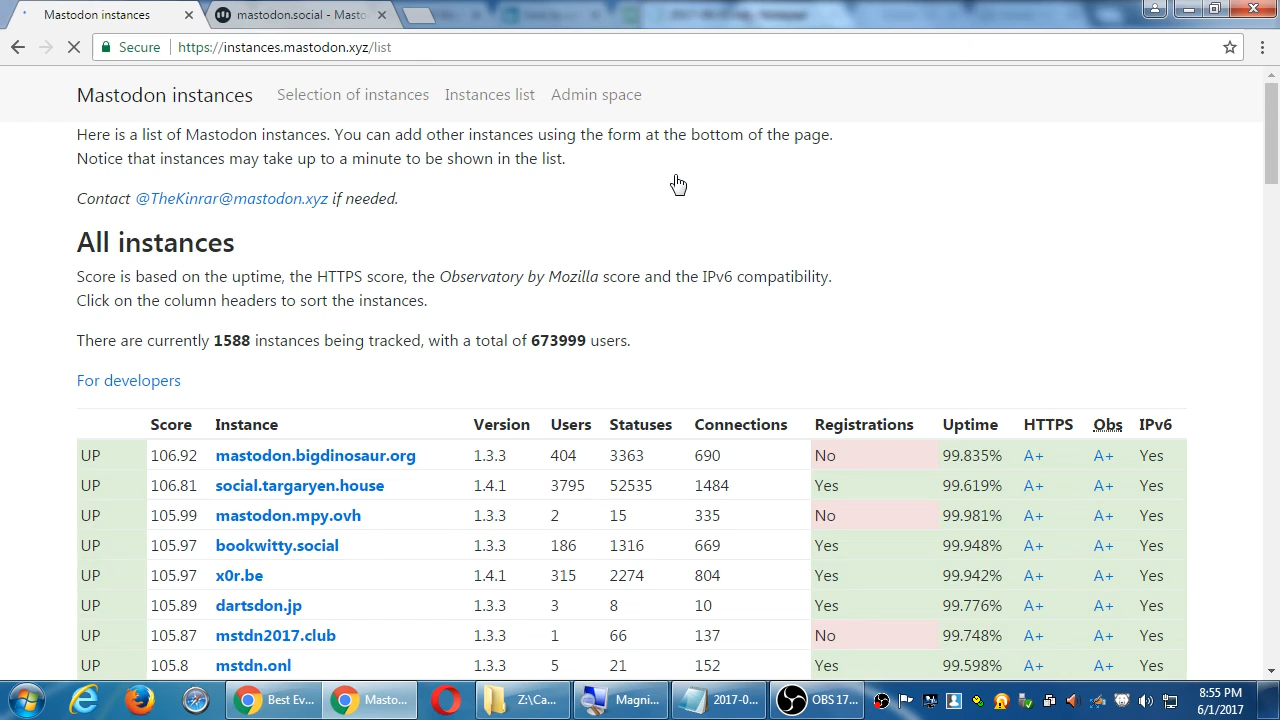 Mastodon instances
mastodon.social - Masto
Secure https://instances.mastodon.xyz/list
Mastodon instances Selection of instances Instances list Admin space
Here is a list of Mastodon instances. You can add other instances using the form at the bottom of the page.
Notice that instances may take up to a minute to be shown in the list.
Contact @TheKinrar@mastodon.xyz if needed.
All instances
Score is based on the uptime, the HTTPS score, the Observatory by Mozilla score and the IPv6 compatibility.
Click on the column headers to sort the instances.
There are currently 1588 instances being tracked, with a total of 673999 users.
For developers
Score Instance Version Users Statuses Connections Registrations Uptime HTTPS Obs IPv6
UP 106.92 mastodon.bigdinosaur.org 1.3.3 404 3363 690 No 99.835% A+ A+ Yes
UP 106.81 social.targaryen.house 1.4.1 3795 52535 1484 Yes 99.619% A+ A+ Yes
UP 105.99 mastodon.mpy.ovh 1.3.3 2 15 335 No 99.981% A+ A+ Yes
UP 105.97 bookwitty.social 1.3.3 186 1316 669 Yes 99.948% A+ A+ Yes
UP 105.97 x0r.be 1.4.1 315 2274 804 Yes 99.942% A+ A+ Yes
UP 105.89 dartsdon.jp 1.3.3 3 8 10 Yes 99.776% A+ A+ Yes
UP 105.87 mstdn2017.club 1.3.3 1 66 137 No 99.748% A+ A+ Yes
UP 105.8 mstdn.onl 1.3.3 5 21 152 Yes 99.598% A+ A+ Yes
Best Ev... Masto... Z:\Ca... Magni... 2017-0... OBS 17... 8:55 PM
6/1/2017